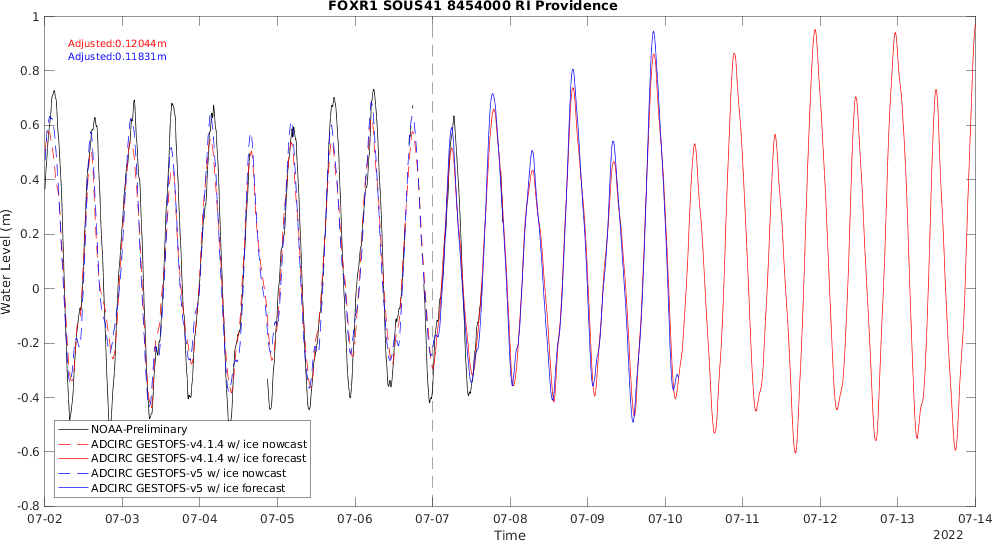 FOXR1 SOUS41 8454000 RI Providence
Adjusted:0.12044m
Adjusted:0.11831m
1
0.8
0.6
0.4
0.2
0
-0.2
-0.4
-0.6
-0.8
Water Level (m)
NOAA-Preliminary
ADCIRC GESTOFS-v4.1.4 w/ ice nowcast
ADCIRC GESTOFS-v4.1.4 w/ ice forecast
ADCIRC GESTOFS-v5 w/ ice nowcast
ADCIRC GESTOFS-v5 w/ ice forecast
07-02 07-03 07-04 07-05 07-06 07-07 07-08 07-09 07-10 07-11 07-12 07-13 07-14
Time
2022